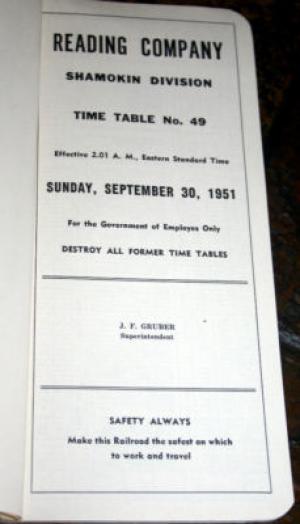 READING COMPANY
SHAMOKIN DIVISION
TIME TABLE No. 49
Effective 2.01 A. M., Eastern Standard Time
SUNDAY, SEPTEMBER 30, 1951
For the Government of Employes Only
DESTROY ALL FORMER TIME TABLES
J. F. GRUBER
Superintendent
SAFETY ALWAYS
Make this Railroad the safest on which
to work and travel